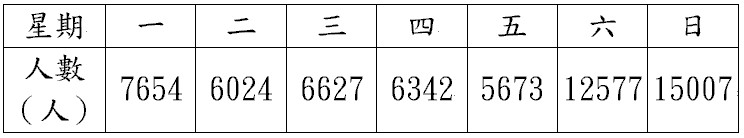 星期 一 二 三 四 五 六 日
人數（人） 7654 6024 6627 6342 5673 12577 15007